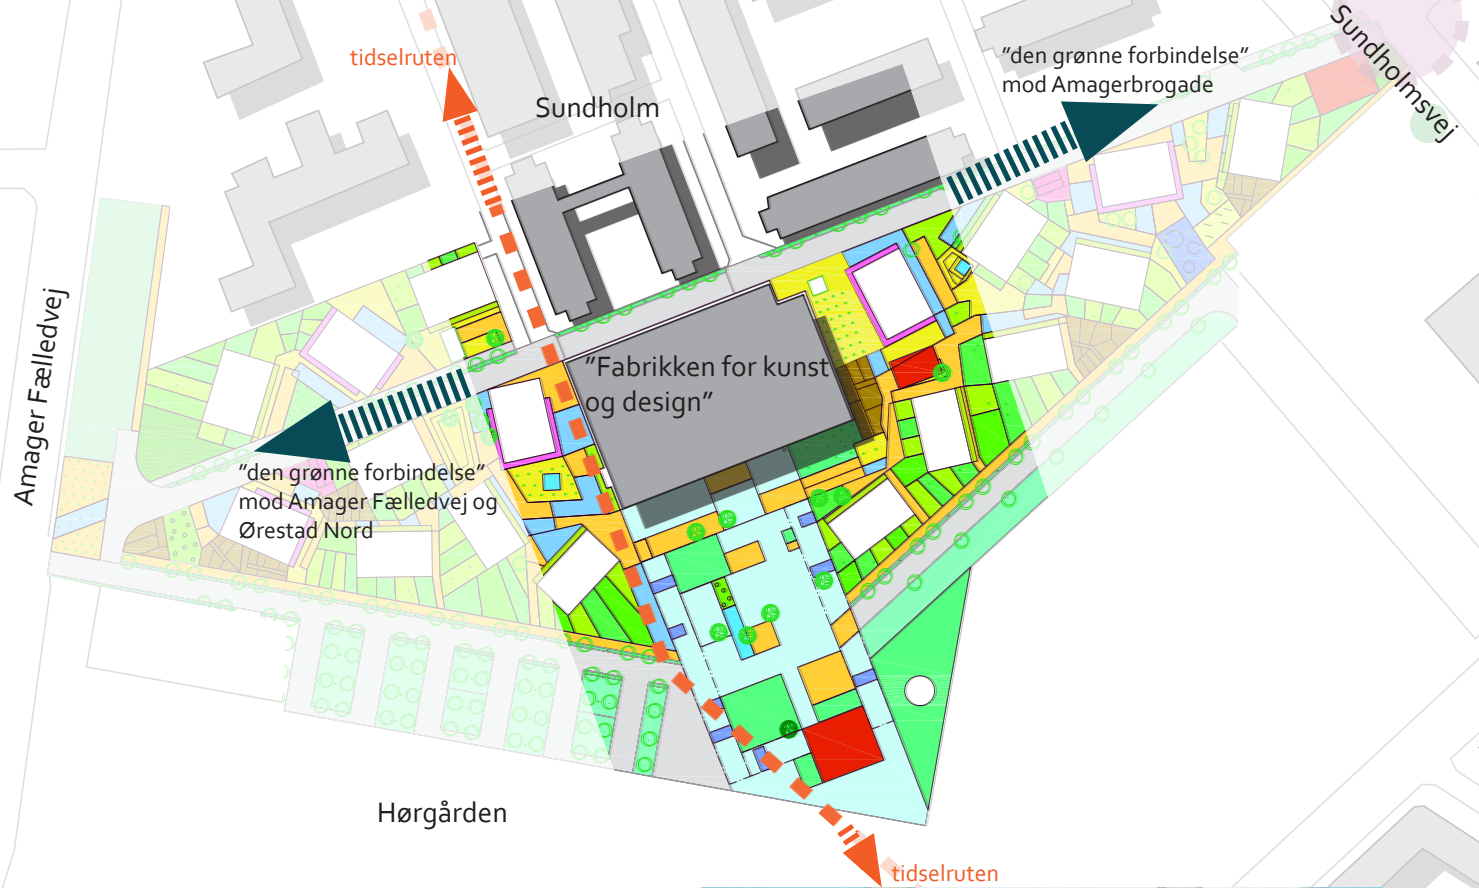 Sundholmsvej
"den grønne forbindelse"
mod Amagerbrogade
tidselruten
Sundholm
"Fabrikken for kunst
og design"
Amager Fælledvej
"den grønne forbindelse"
mod Amager Fælledvej og
Ørestad Nord
Hørgården
tidselruten